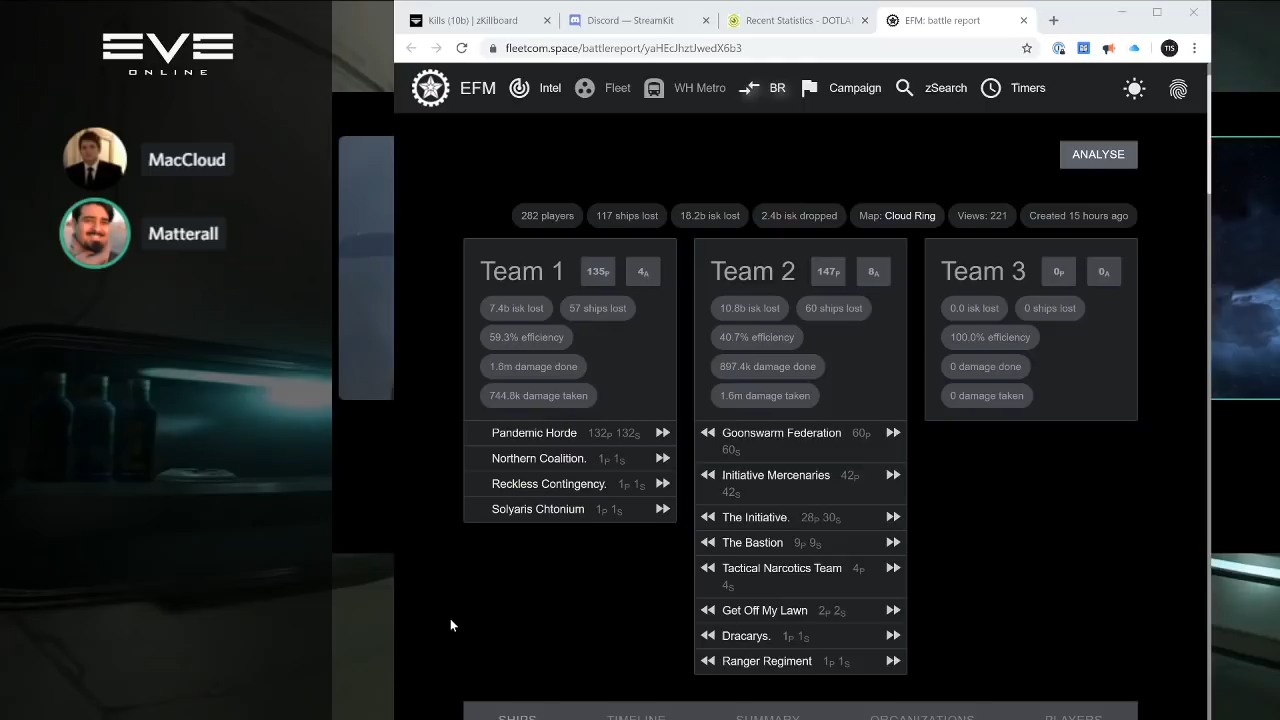 EVE
ONLINE
MacCloud
Matterall
Kills (10b) | zKillboard
Discord — StreamKit
Recent Statistics - DOTLA
EFM: battle report
fleetcom.space/battlereport/yaHEcJhztJwedX6b3
TIS
EFM Intel Fleet WH Metro BR Campaign zSearch Timers
ANALYSE
282 players 117 ships lost 18.2b isk lost 2.4b isk dropped Map: Cloud Ring Views: 221 Created 15 hours ago
Team 1 135P 4A
7.4b isk lost 57 ships lost
59.3% efficiency
1.6m damage done
744.8k damage taken
Pandemic Horde 132P 132S
Northern Coalition. 1P 1S
Reckless Contingency. 1P 1S
Solyaris Chtonium 1P 1S
Team 2 147P 8A
10.8b isk lost 60 ships lost
40.7% efficiency
897.4k damage done
1.6m damage taken
Goonswarm Federation 60P
60S
Initiative Mercenaries 42P
42S
The Initiative. 28P 30S
The Bastion 9P 9S
Tactical Narcotics Team 4P
4S
Get Off My Lawn 2P 2S
Dracarys. 1P 1S
Ranger Regiment 1P 1S
Team 3 0P 0A
0.0 isk lost 0 ships lost
100.0% efficiency
0 damage done
0 damage taken
SHIPS TIMELINE SUMMARY ORGANIZATIONS PLAYERS